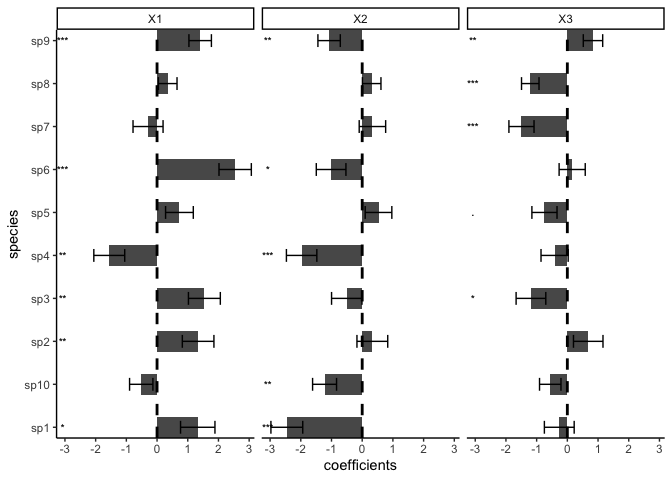 X1 X2 X3
sp9 *** ** **
sp8 ***
sp7 ***
sp6 *** *
sp5 .
sp4 ** ***
sp3 ** *
sp2 **
sp10 **
sp1 * ***
-3 -2 -1 0 1 2 3 -3 -2 -1 0 1 2 3 -3 -2 -1 0 1 2 3
coefficients
species